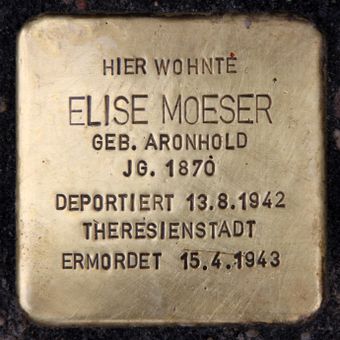 HIER WOHNTE
ELISE MOESER
GEB. ARONHOLD
JG. 1870
DEPORTIERT 13.8.1942
THERESIENSTADT
ERMORDET 15.4.1943